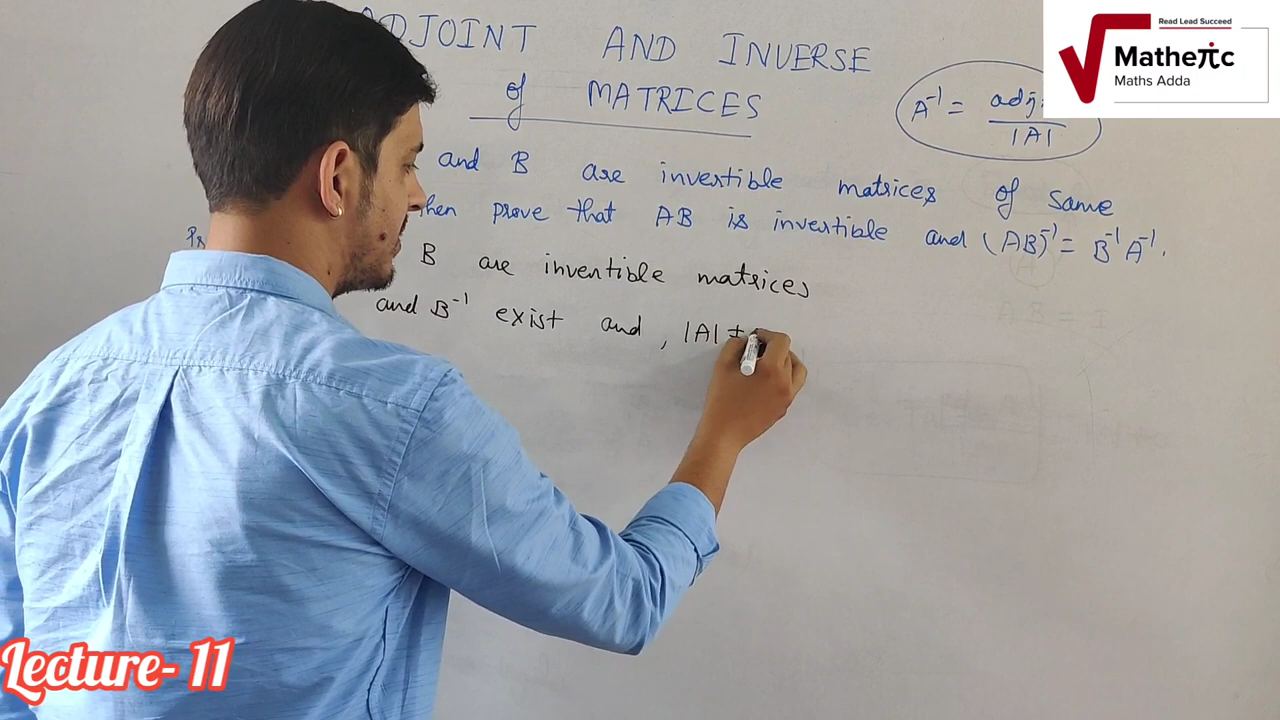 ADJOINT AND INVERSE
of MATRICES
A⁻¹ = adj. / |A|
Read Lead Succeed
Matheπc
Maths Adda
and B are invertible matrices of same
then prove that AB is invertible and (AB)⁻¹ = B⁻¹ A⁻¹.
B are invertible matrices
and B⁻¹ exist and , |A| ≠
AB = I
Lecture- 11